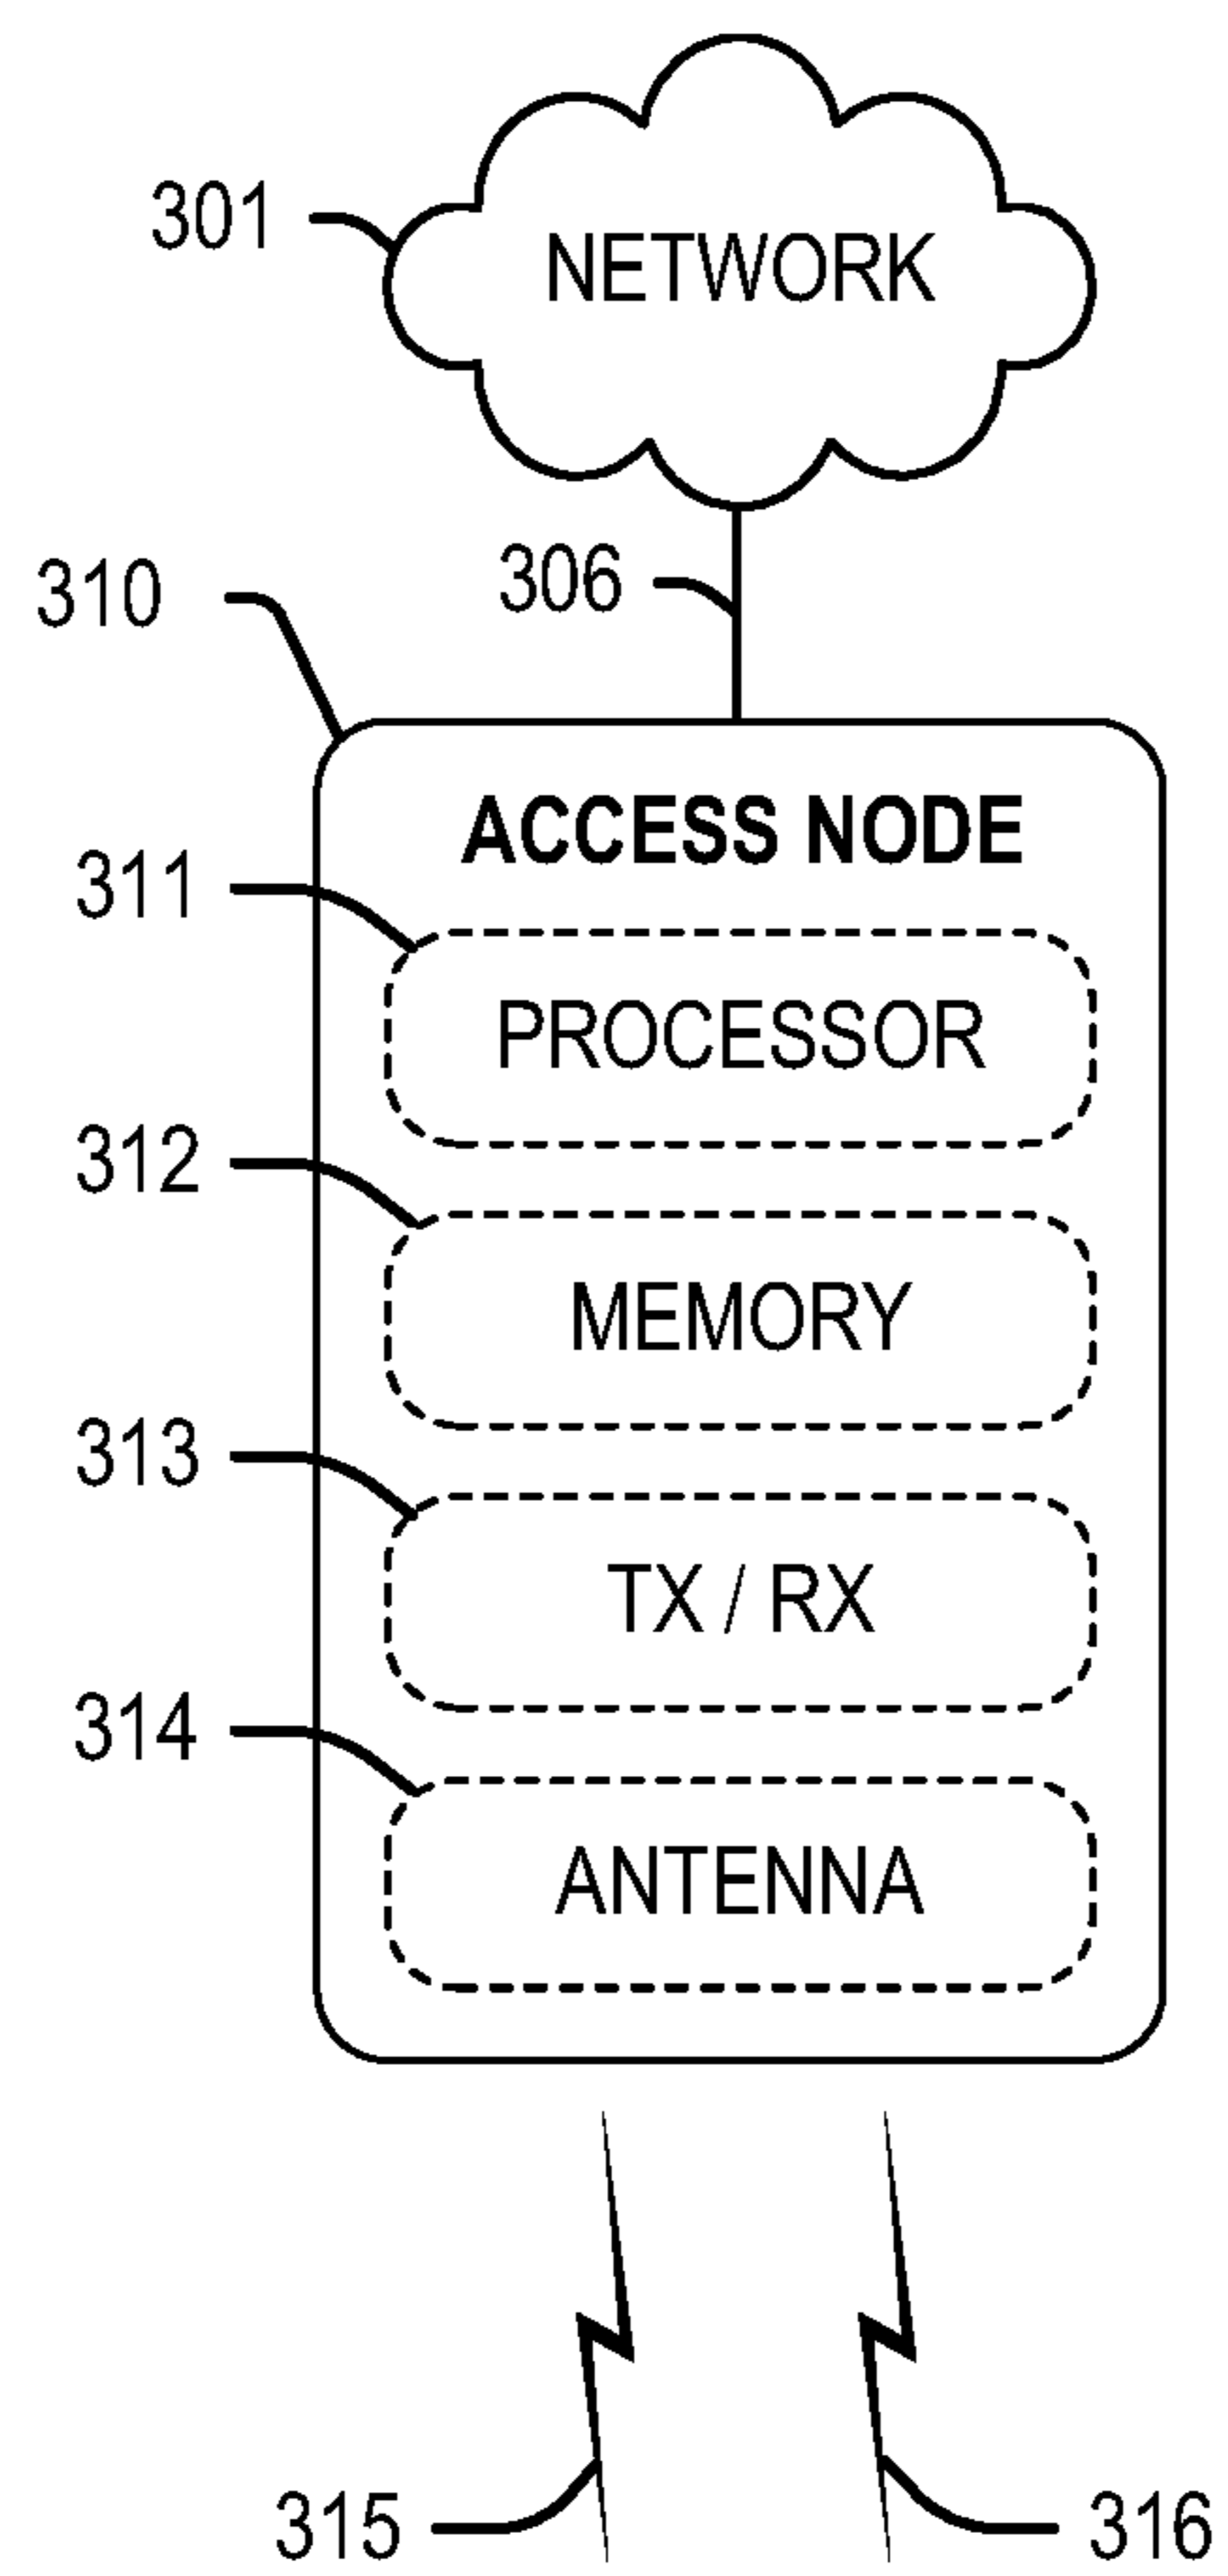 301
NETWORK
306
310
ACCESS NODE
311
PROCESSOR
312
MEMORY
313
TX / RX
314
ANTENNA
315
316